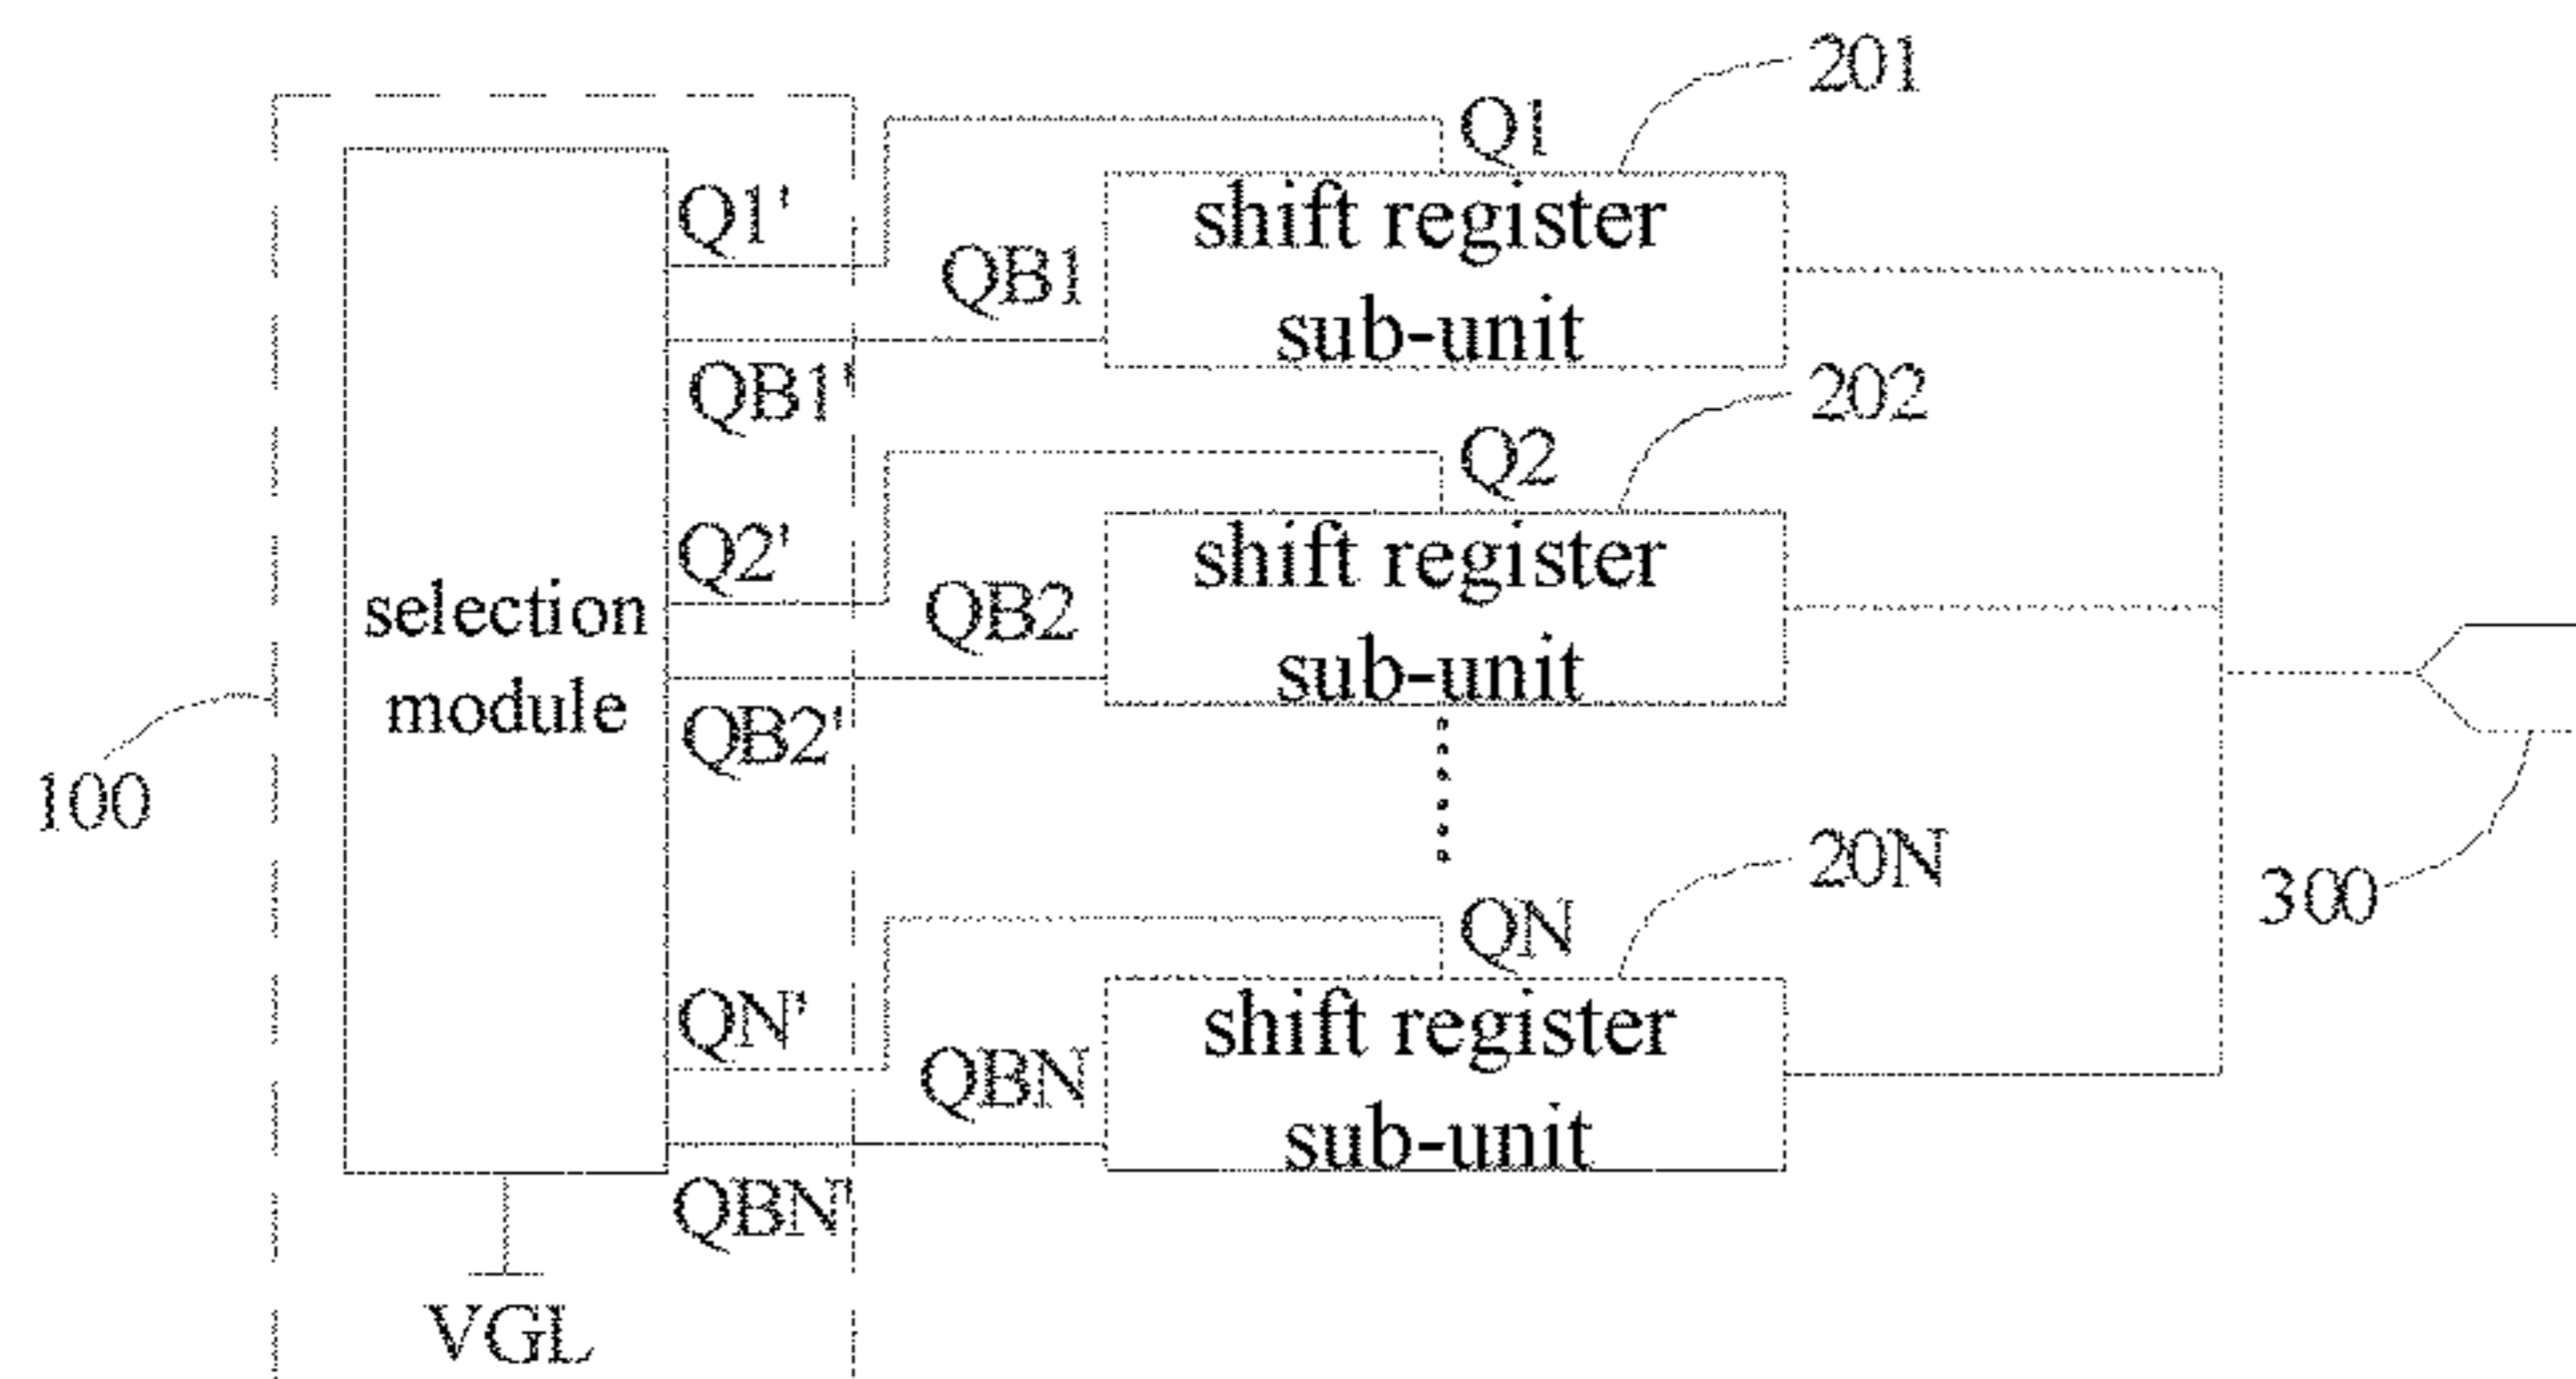 201
Q1
Q1'
shift register
sub-unit
QB1
QB1'
202
Q2
Q2'
shift register
sub-unit
QB2
QB2'
selection
module
100
20N
300
QN
QN'
shift register
sub-unit
QBN
QBN'
VGL